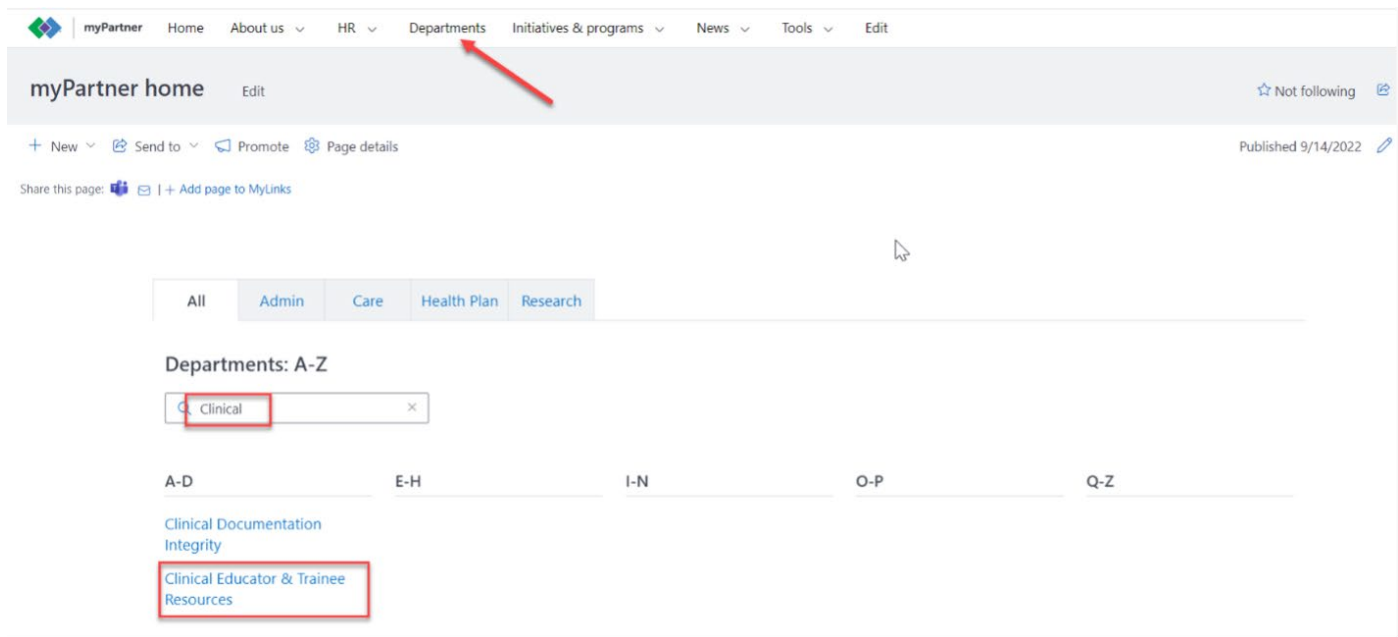 myPartner Home About us HR Departments Initiatives & programs News Tools Edit
myPartner home Edit Not following
New Send to Promote Page details Published 9/14/2022
Share this page: | + Add page to MyLinks
All Admin Care Health Plan Research
Departments: A-Z
Clinical
A-D E-H I-N O-P Q-Z
Clinical Documentation
Integrity
Clinical Educator & Trainee
Resources